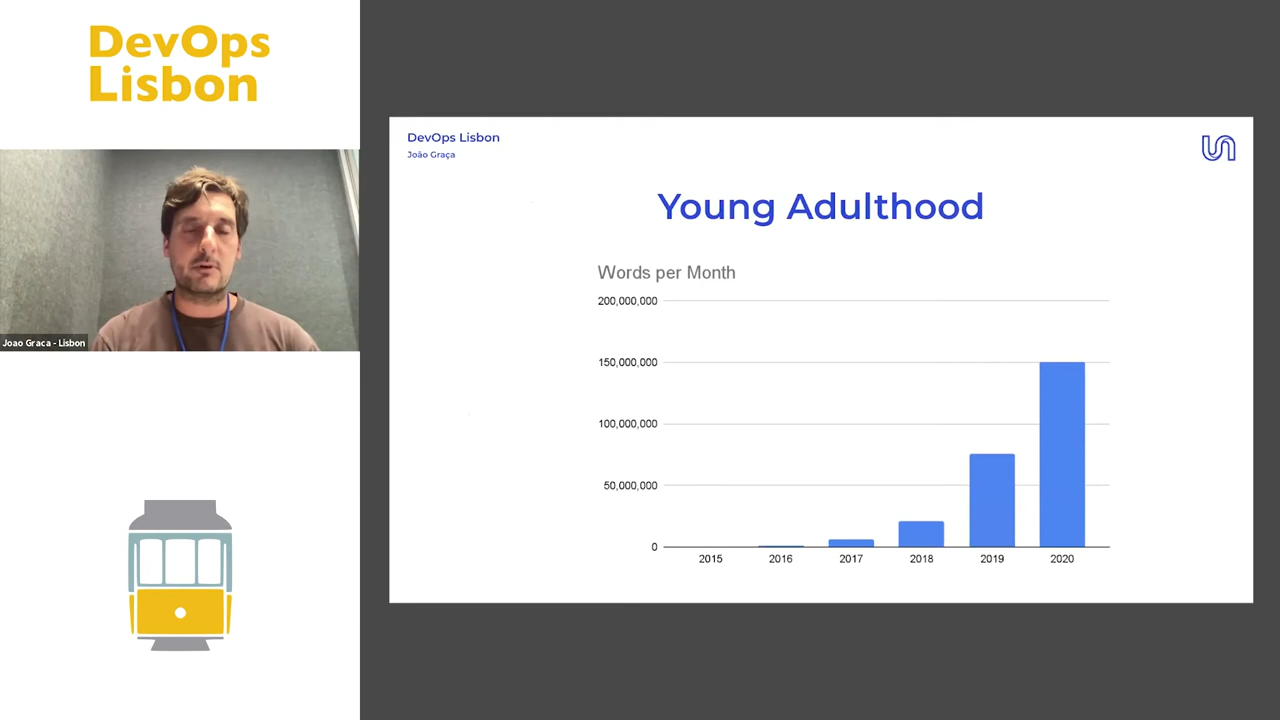 DevOps
Lisbon
Joao Graca - Lisbon
DevOps Lisbon
João Graça
Young Adulthood
Words per Month
200,000,000
150,000,000
100,000,000
50,000,000
0
2015 2016 2017 2018 2019 2020